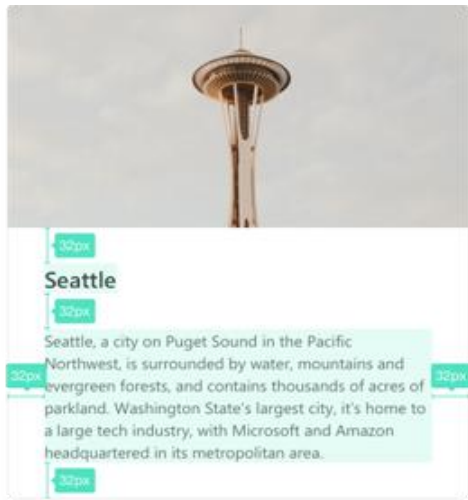 32px
Seattle
32px
Seattle, a city on Puget Sound in the Pacific
Northwest, is surrounded by water, mountains and
32px
32px
evergreen forests, and contains thousands of acres of
parkland. Washington State's largest city, it's home to
a large tech industry, with Microsoft and Amazon
headquartered in its metropolitan area.
32px